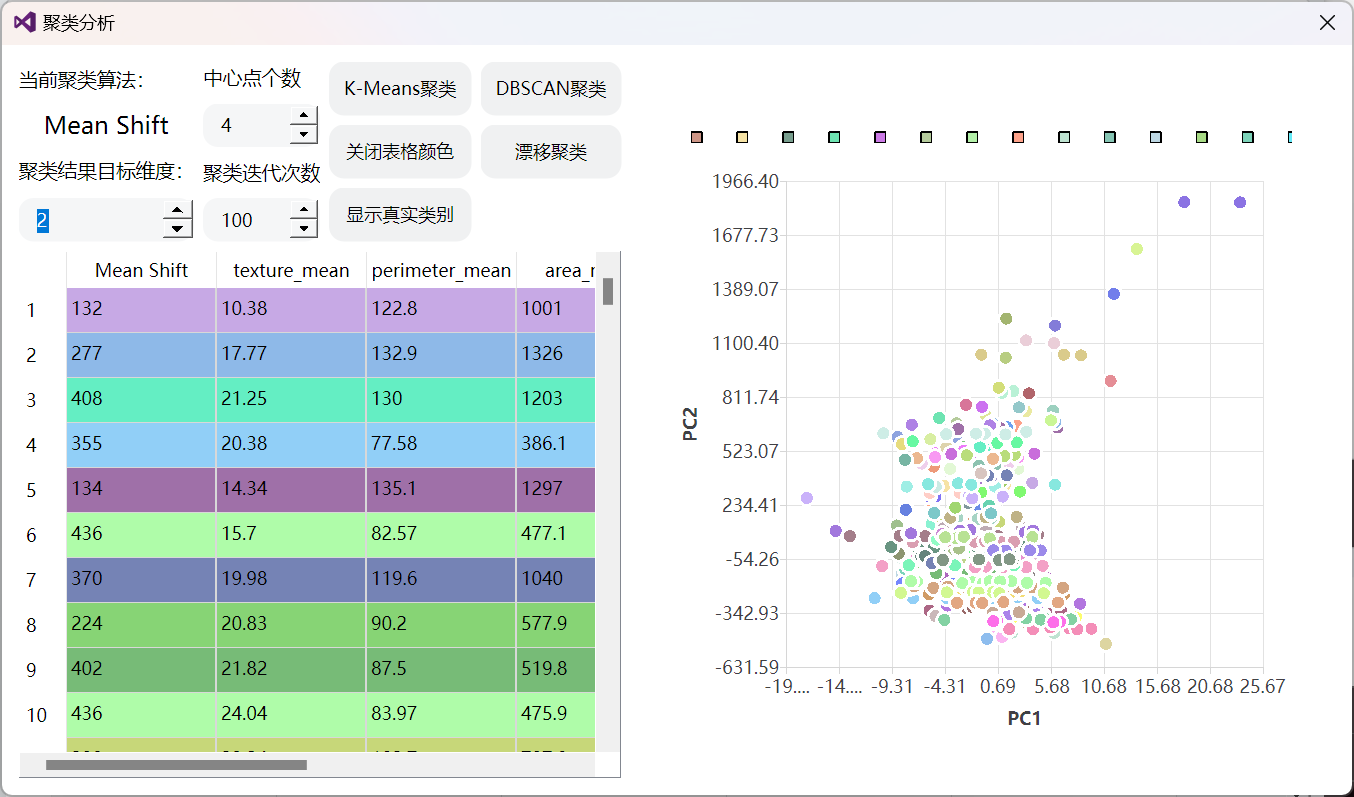 聚类分析
当前聚类算法:
中心点个数
K-Means聚类
DBSCAN聚类
Mean Shift
4
关闭表格颜色
漂移聚类
聚类结果目标维度:
聚类迭代次数
2
100
显示真实类别
Mean Shift texture_mean perimeter_mean area_r
1 132 10.38 122.8 1001
2 277 17.77 132.9 1326
3 408 21.25 130 1203
4 355 20.38 77.58 386.1
5 134 14.34 135.1 1297
6 436 15.7 82.57 477.1
7 370 19.98 119.6 1040
8 224 20.83 90.2 577.9
9 402 21.82 87.5 519.8
10 436 24.04 83.97 475.9
1966.40
1677.73
1389.07
1100.40
811.74
523.07
234.41
-54.26
-342.93
-631.59
PC2
-19.... -14.... -9.31 -4.31 0.69 5.68 10.68 15.68 20.68 25.67
PC1